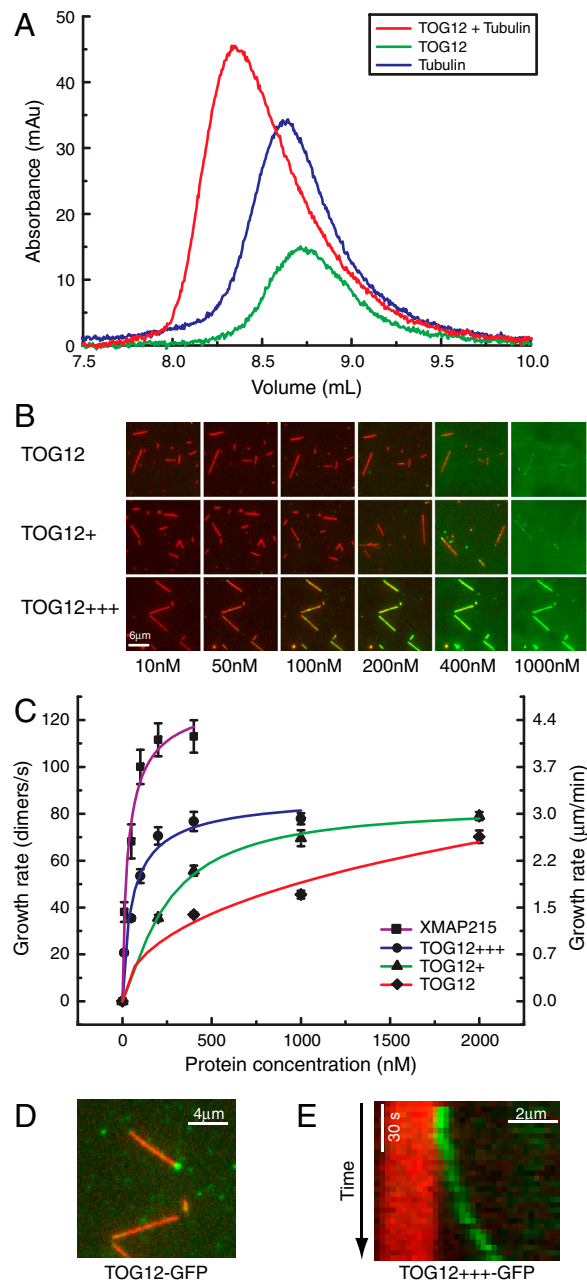 A
TOG12 + Tubulin
TOG12
Tubulin
50
40
30
20
10
0
Absorbance (mAu)
7.5 8.0 8.5 9.0 9.5 10.0
Volume (mL)
B
TOG12
TOG12+
TOG12+++
6μm
10nM 50nM 100nM 200nM 400nM 1000nM
C
120
100
80
60
40
20
0
Growth rate (dimers/s)
4.4
3.7
3.0
2.2
1.5
0.7
0.0
Growth rate (μm/min)
XMAP215
TOG12+++
TOG12+
TOG12
0 500 1000 1500 2000
Protein concentration (nM)
D
4μm
TOG12-GFP
E
Time
30 s
2μm
TOG12+++-GFP